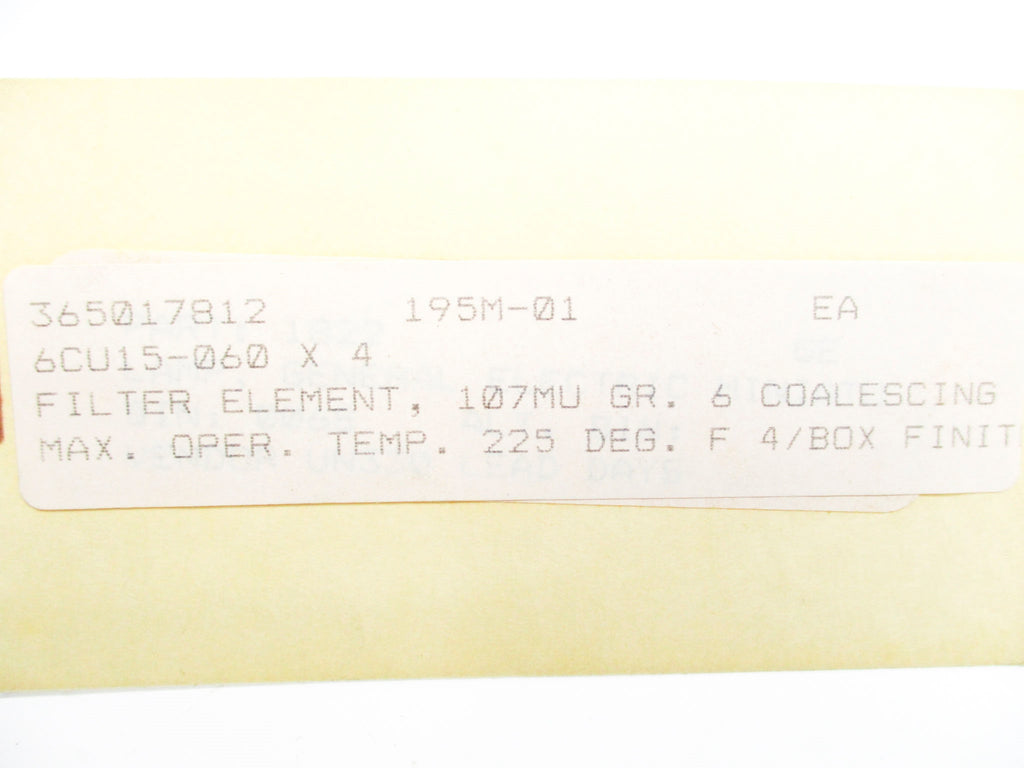 365017812 195M-01 EA
6CU15-060 X 4
FILTER ELEMENT, 107MU GR. 6 COALESCING
MAX. OPER. TEMP. 225 DEG. F 4/BOX FINIT